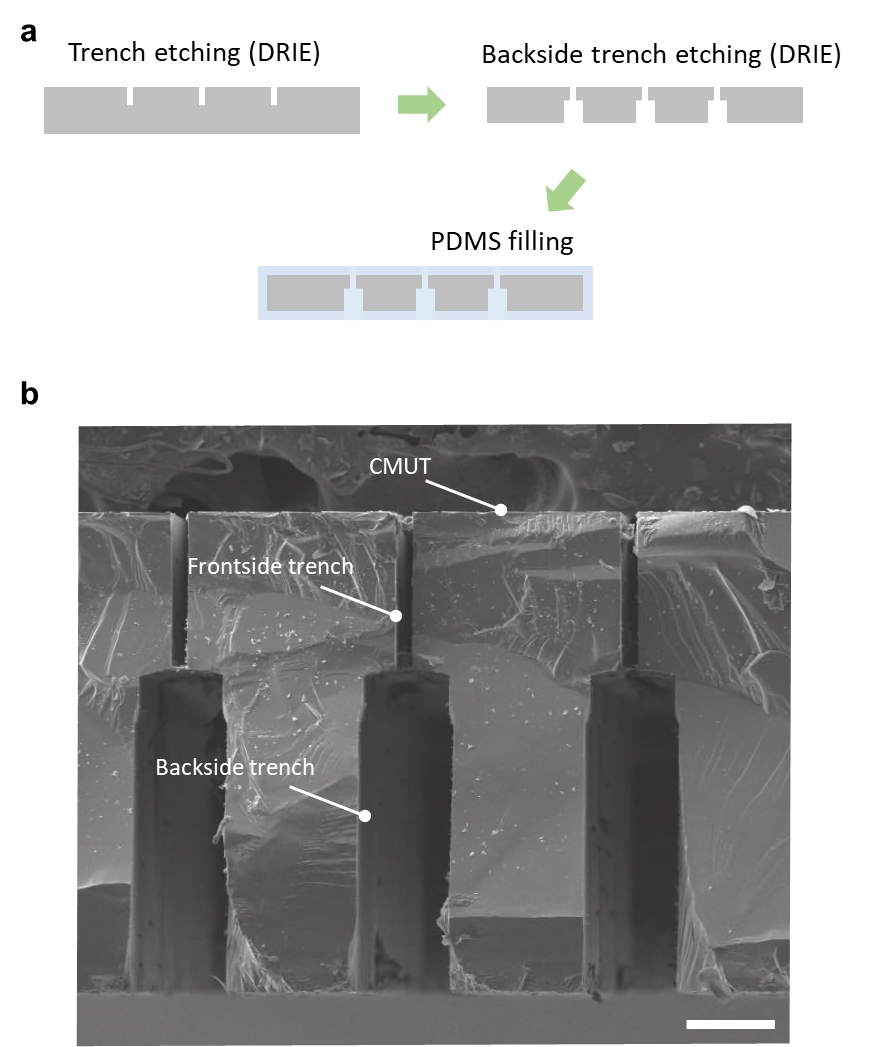 a
Trench etching (DRIE)
Backside trench etching (DRIE)
PDMS filling
b
CMUT
Frontside trench
Backside trench